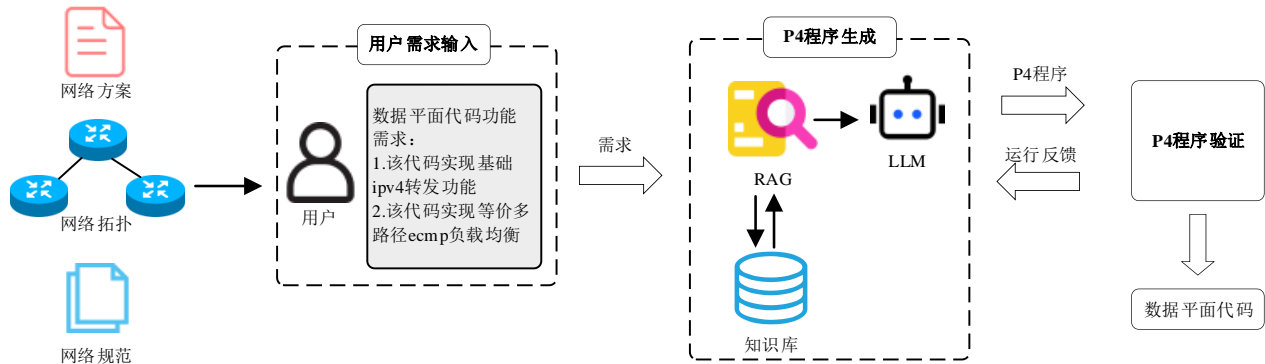 网络方案
网络拓扑
网络规范
用户需求输入
用户
数据平面代码功能
需求：
1.该代码实现基础
ipv4转发功能
2.该代码实现等价多
路径ecmp负载均衡
需求
P4程序生成
RAG
LLM
知识库
P4程序
运行反馈
P4程序验证
数据平面代码